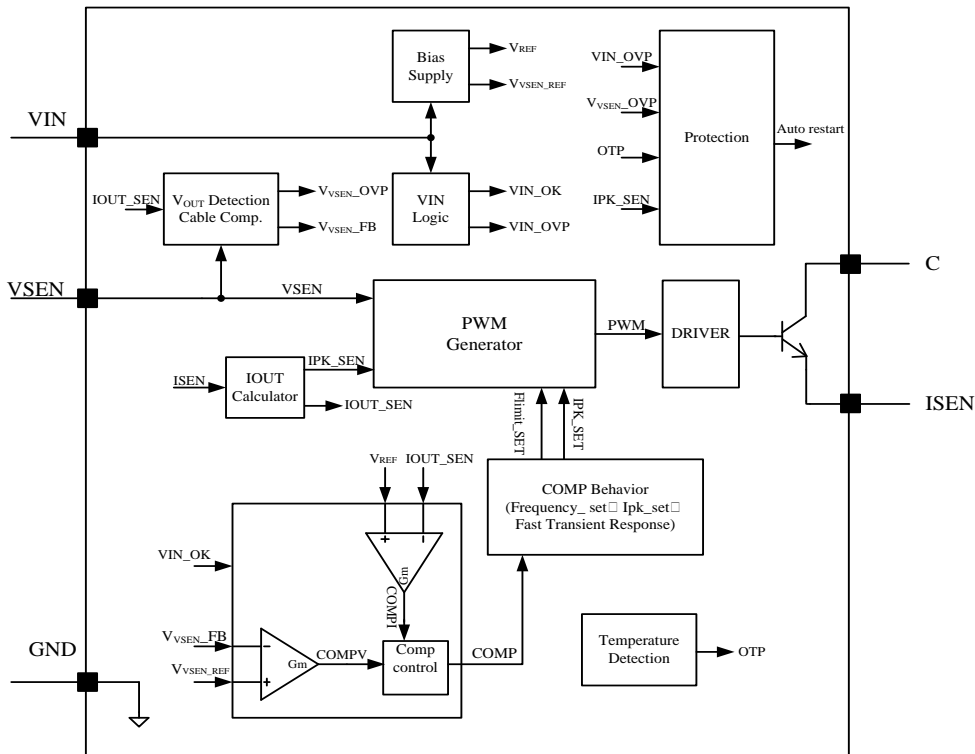 Bias
Supply
VREF
VVSEN_REF
VIN_OVP
VVSEN_OVP
OTP
IPK_SEN
Protection
Auto restart
VIN
IOUT_SEN
VOUT Detection
Cable Comp.
VVSEN_OVP
VVSEN_FB
VIN
Logic
VIN_OK
VIN_OVP
C
VSEN
VSEN
PWM
Generator
PWM
DRIVER
ISEN
IOUT
Calculator
IPK_SEN
IOUT_SEN
ISEN
Flimit_SET
IPK_SET
VREF
IOUT_SEN
COMP Behavior
(Frequency_ set□ Ipk_set□
Fast Transient Response)
+
−
Gm
COMPI
VIN_OK
VVSEN_FB
VVSEN_REF
−
+
Gm
COMPV
Comp
control
COMP
Temperature
Detection
OTP
GND